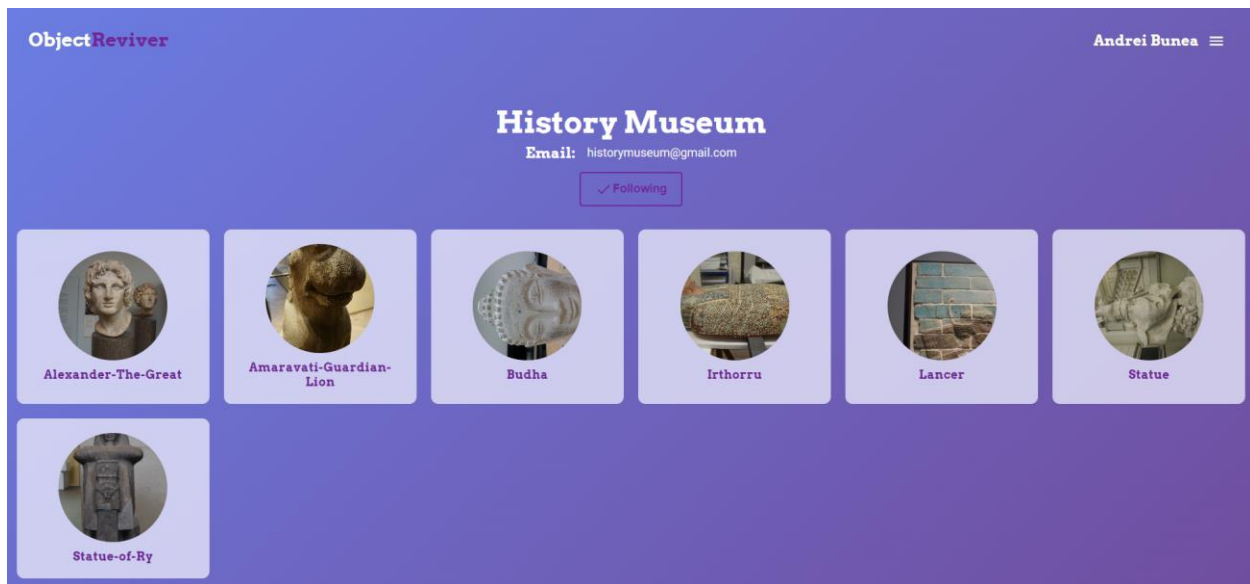 ObjectReviver
Andrei Bunea
History Museum
Email: historymuseum@gmail.com
Following
Alexander-The-Great
Amaravati-Guardian-
Lion
Budha
Irthorru
Lancer
Statue
Statue-of-Ry